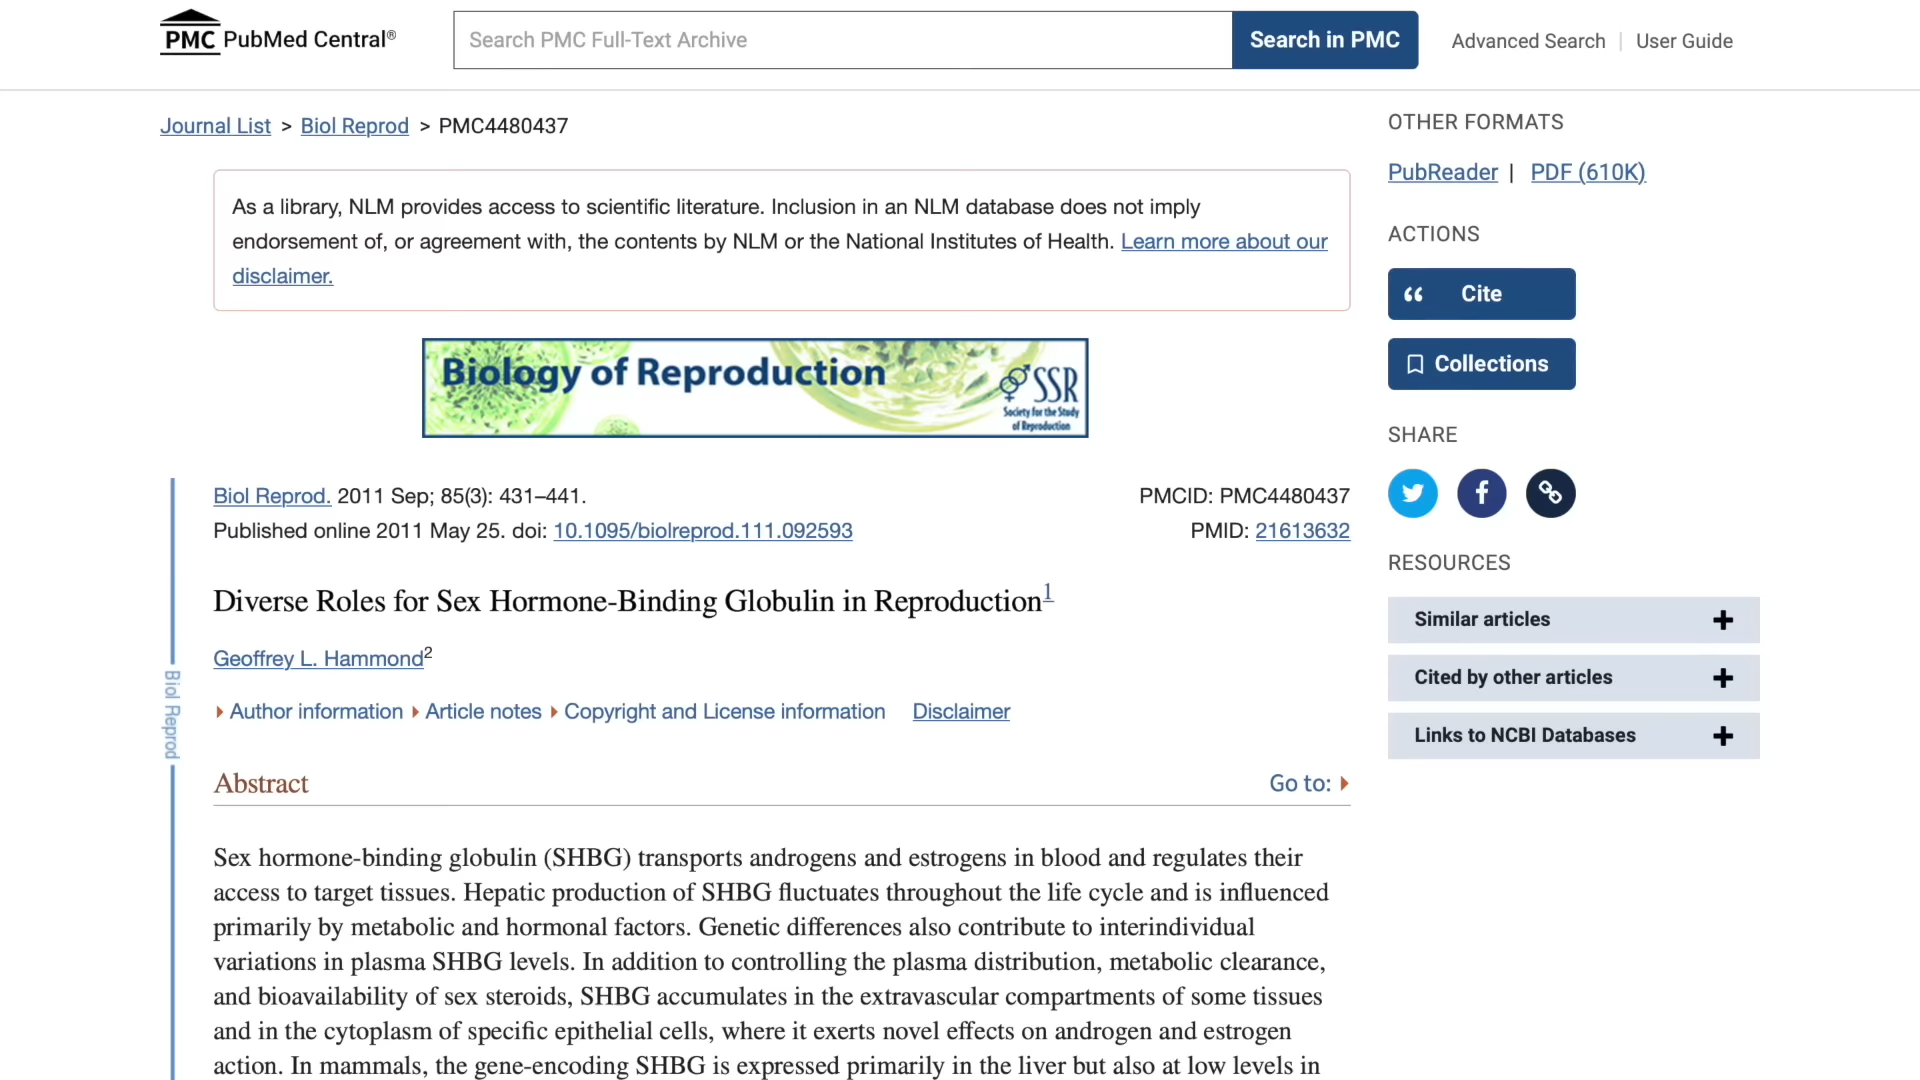 PMC PubMed Central®
Search PMC Full-Text Archive
Search in PMC
Advanced Search | User Guide
Journal List > Biol Reprod > PMC4480437
As a library, NLM provides access to scientific literature. Inclusion in an NLM database does not imply
endorsement of, or agreement with, the contents by NLM or the National Institutes of Health. Learn more about our
disclaimer.
Biology of Reproduction
SSR
Society for the Study
of Reproduction
Biol Reprod. 2011 Sep; 85(3): 431–441.
Published online 2011 May 25. doi: 10.1095/biolreprod.111.092593
PMCID: PMC4480437
PMID: 21613632
Diverse Roles for Sex Hormone-Binding Globulin in Reproduction1
Geoffrey L. Hammond2
Author information Article notes Copyright and License information Disclaimer
Biol Reprod
Abstract
Go to:
Sex hormone-binding globulin (SHBG) transports androgens and estrogens in blood and regulates their
access to target tissues. Hepatic production of SHBG fluctuates throughout the life cycle and is influenced
primarily by metabolic and hormonal factors. Genetic differences also contribute to interindividual
variations in plasma SHBG levels. In addition to controlling the plasma distribution, metabolic clearance,
and bioavailability of sex steroids, SHBG accumulates in the extravascular compartments of some tissues
and in the cytoplasm of specific epithelial cells, where it exerts novel effects on androgen and estrogen
action. In mammals, the gene-encoding SHBG is expressed primarily in the liver but also at low levels in
OTHER FORMATS
PubReader | PDF (610K)
ACTIONS
Cite
Collections
SHARE
RESOURCES
Similar articles
Cited by other articles
Links to NCBI Databases